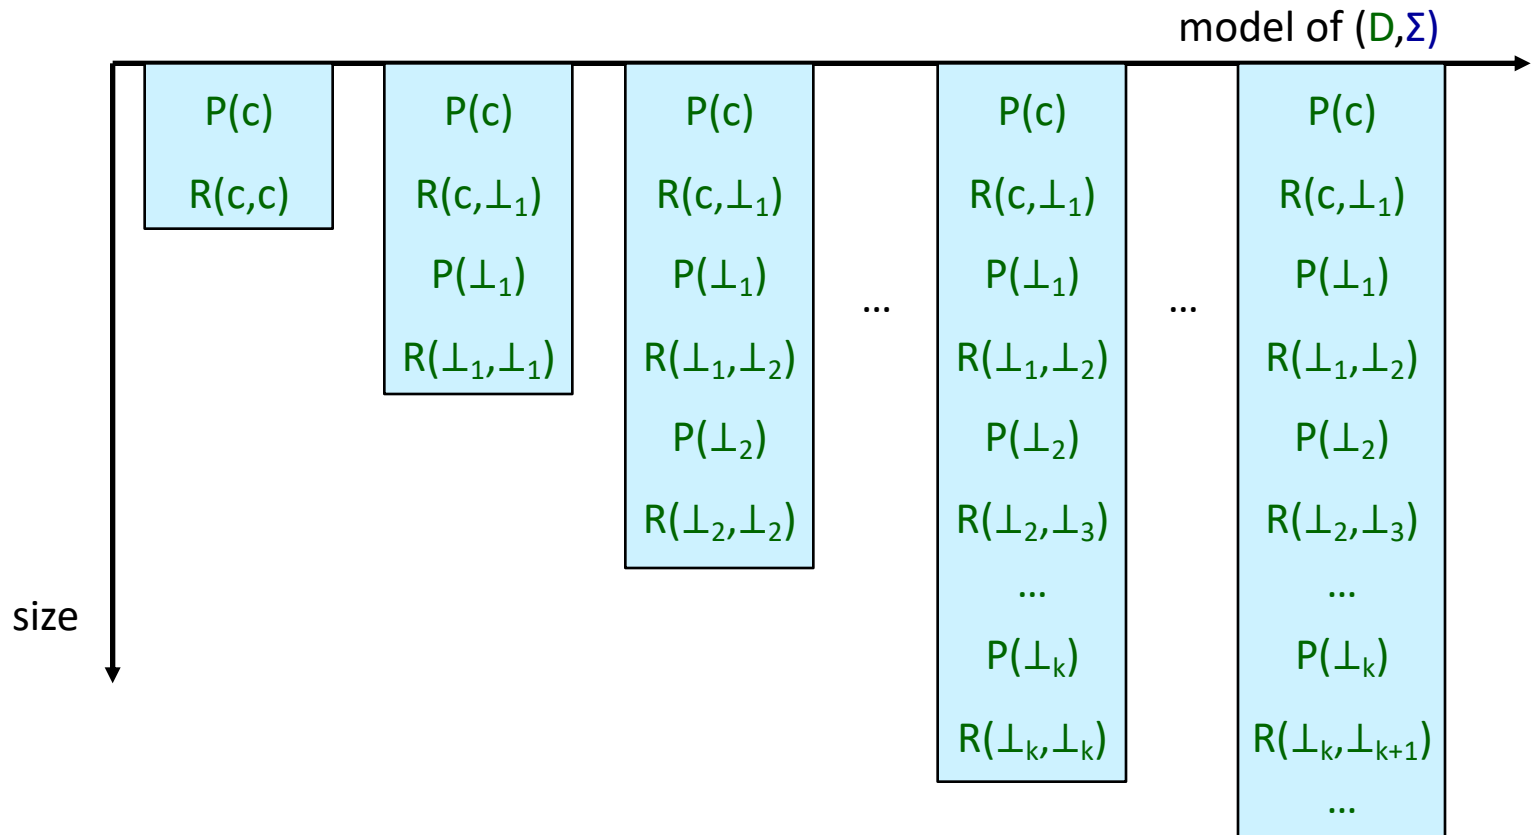 model of (D,Σ)
P(c) P(c) P(c) P(c) P(c)
R(c,c) R(c,⊥₁) R(c,⊥₁) R(c,⊥₁) R(c,⊥₁)
P(⊥₁) P(⊥₁) P(⊥₁) P(⊥₁)
... ...
R(⊥₁,⊥₁) R(⊥₁,⊥₂) R(⊥₁,⊥₂) R(⊥₁,⊥₂)
P(⊥₂) P(⊥₂) P(⊥₂)
R(⊥₂,⊥₂) R(⊥₂,⊥₃) R(⊥₂,⊥₃)
... ...
size
P(⊥ₖ) P(⊥ₖ)
R(⊥ₖ,⊥ₖ) R(⊥ₖ,⊥ₖ₊₁)
...